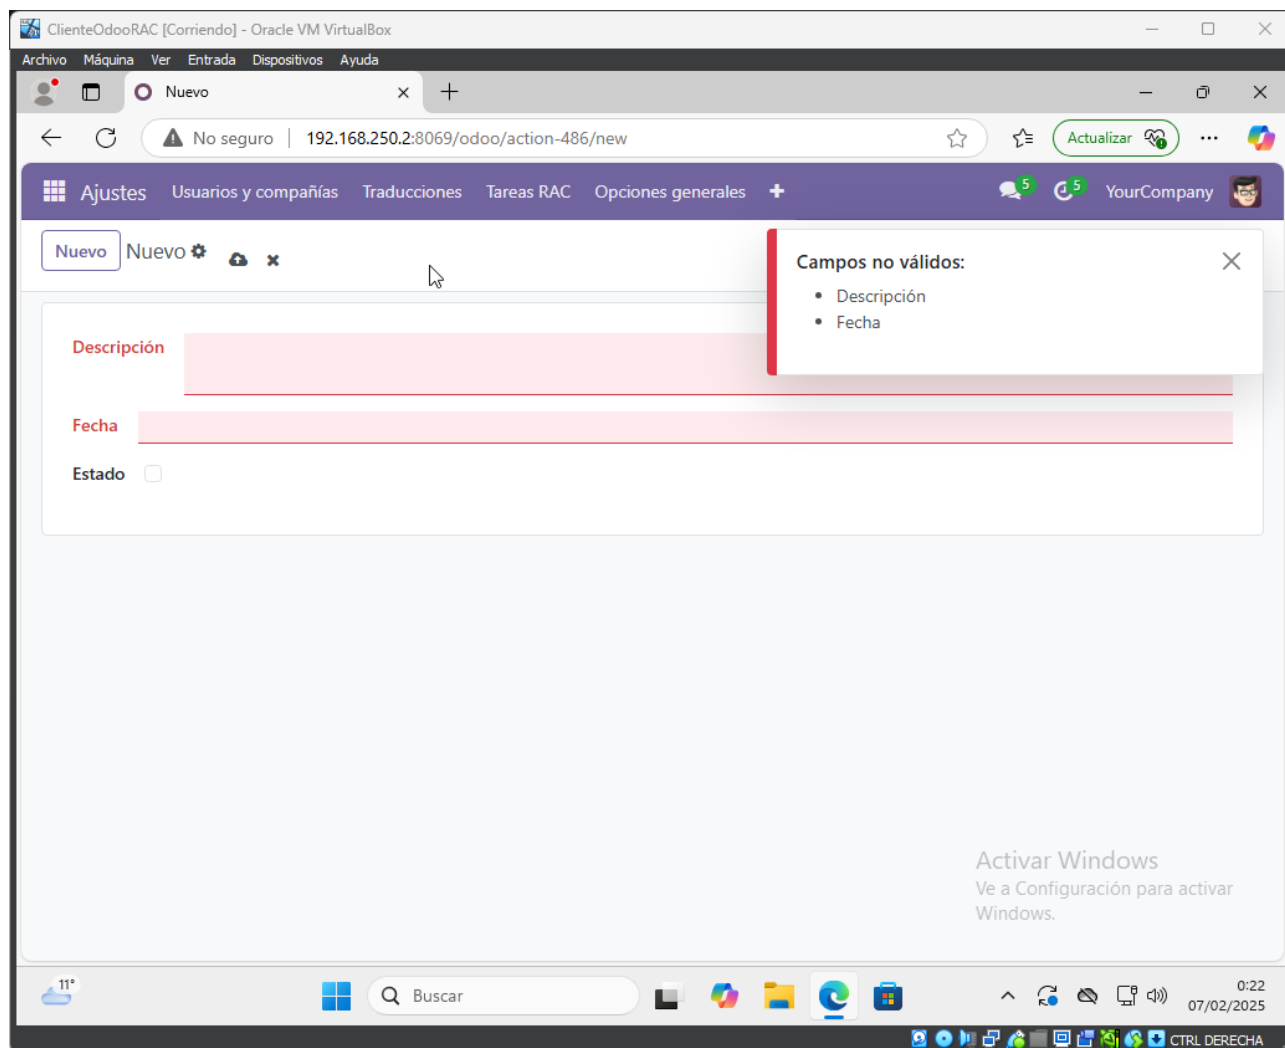 ClienteOdooRAC [Corriendo] - Oracle VM VirtualBox
Archivo Máquina Ver Entrada Dispositivos Ayuda
Nuevo
No seguro 192.168.250.2:8069/odoo/action-486/new Actualizar
Ajustes Usuarios y compañías Traducciones Tareas RAC Opciones generales 5 5 YourCompany
Nuevo Nuevo
Campos no válidos:
Descripción
Fecha
Descripción
Fecha
Estado
Activar Windows
Ve a Configuración para activar
Windows.
11°
Buscar
0:22
07/02/2025
CTRL DERECHA